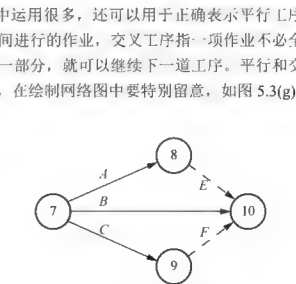 中运用很多，还可以用于正确表示平行工序
间进行的作业，交叉工序指一项作业不必全
一部分，就可以继续下一道工序。平行和交
，在绘制网络图中要特别留意，如图 5.3(g)
8
A
E
7
B
10
C
F
9